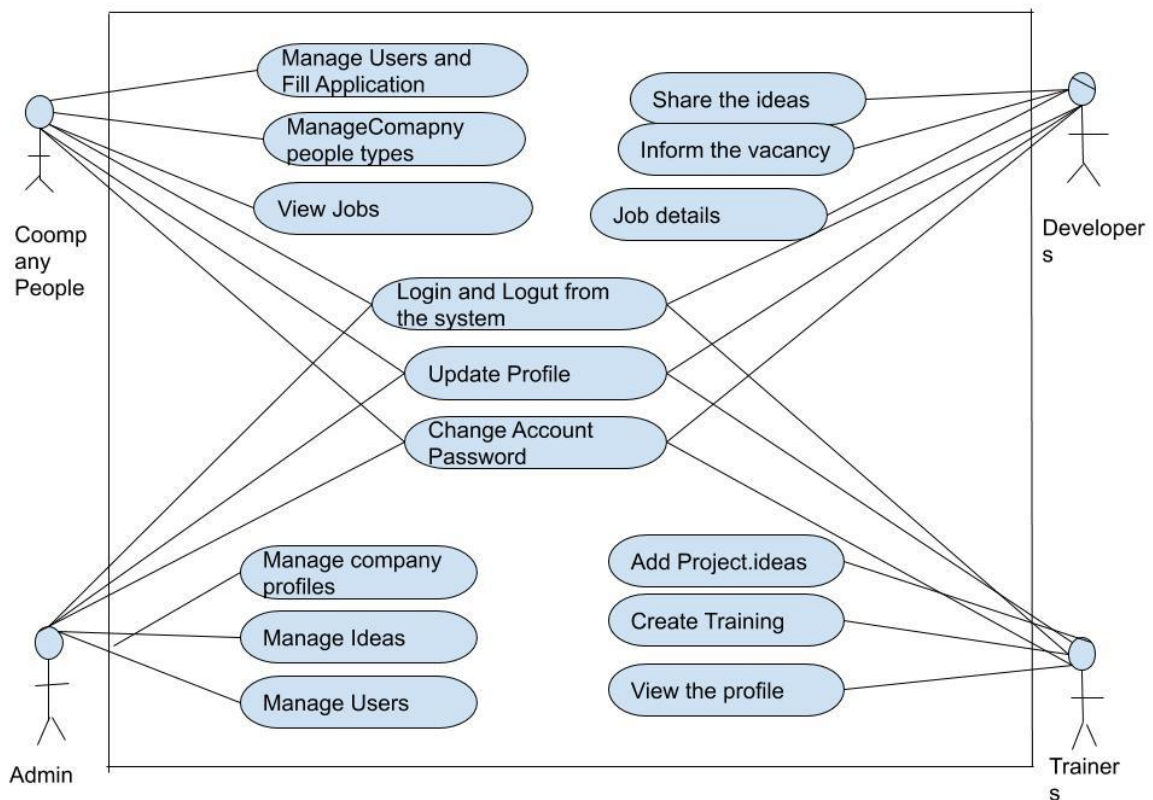 Manage Users and
Fill Application
Share the ideas
ManageComapny
people types
Inform the vacancy
View Jobs
Job details
Coomp
any
People
Developer
s
Login and Logut from
the system
Update Profile
Change Account
Password
Manage company
profiles
Add Project.ideas
Manage Ideas
Create Training
Manage Users
View the profile
Admin
Trainer
s